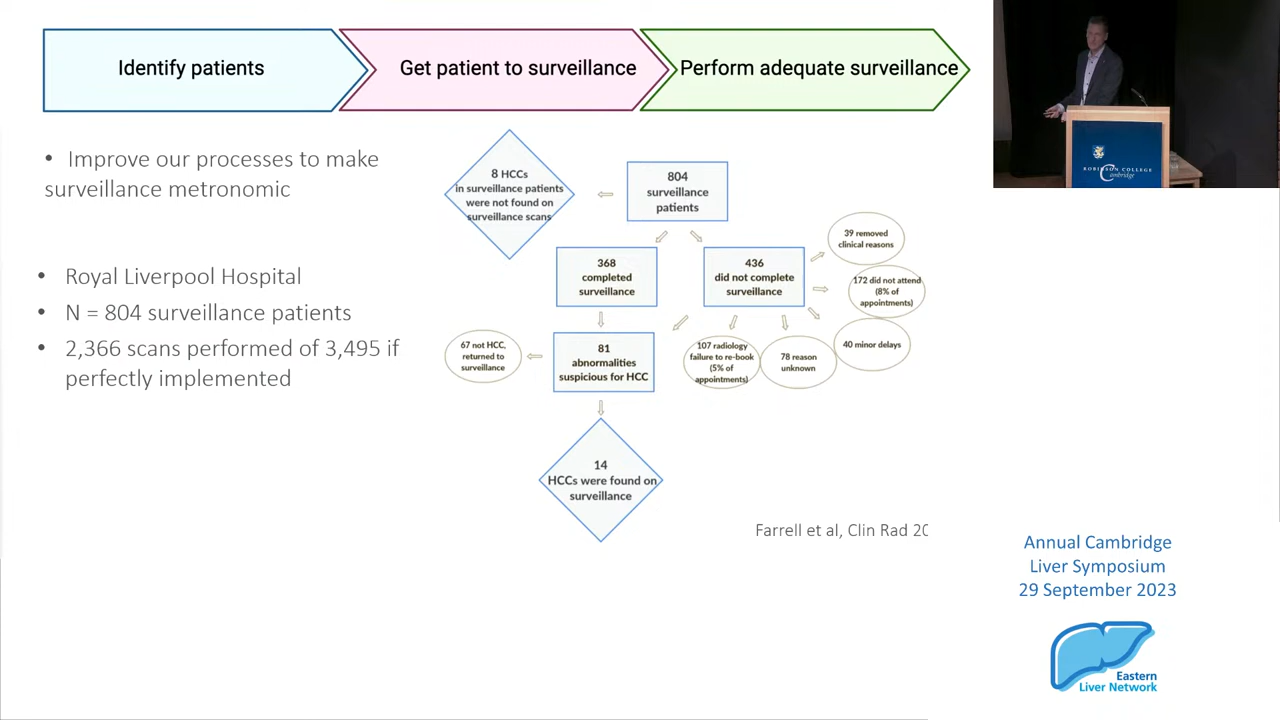 Identify patients
Get patient to surveillance
Perform adequate surveillance
• Improve our processes to make
surveillance metronomic
• Royal Liverpool Hospital
• N = 804 surveillance patients
• 2,366 scans performed of 3,495 if
perfectly implemented
8 HCCs
in surveillance patients
were not found on
surveillance scans
804
surveillance
patients
368
completed
surveillance
436
did not complete
surveillance
39 removed
clinical reasons
172 did not attend
(8% of
appointments)
40 minor delays
78 reason
unknown
107 radiology
failure to re-book
(5% of
appointments)
67 not HCC,
returned to
surveillance
81
abnormalities
suspicious for HCC
14
HCCs were found on
surveillance
Farrell et al, Clin Rad 20
ROBINSON COLLEGE
Cambridge
Annual Cambridge
Liver Symposium
29 September 2023
Eastern
Liver Network